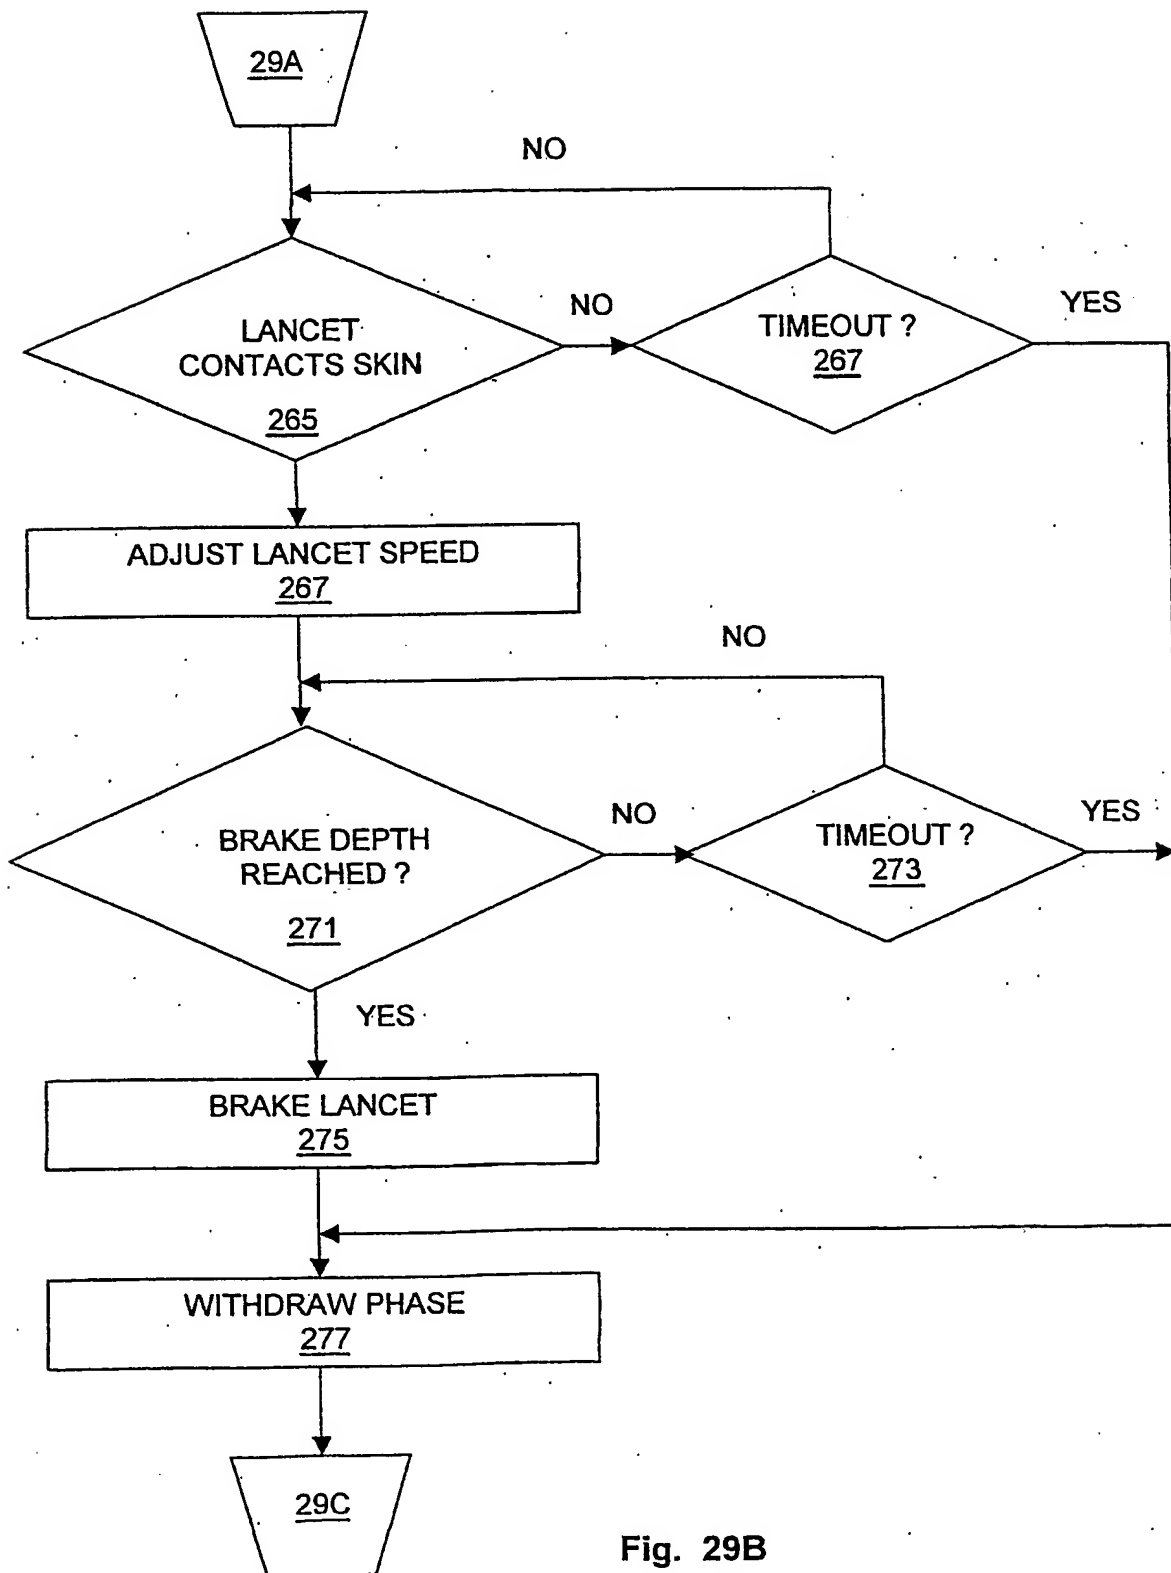 29A
NO
LANCET
CONTACTS SKIN
265
NO
TIMEOUT ?
267
YES
ADJUST LANCET SPEED
267
NO
BRAKE DEPTH
REACHED ?
271
NO
TIMEOUT ?
273
YES
YES
BRAKE LANCET
275
WITHDRAW PHASE
277
29C
Fig. 29B